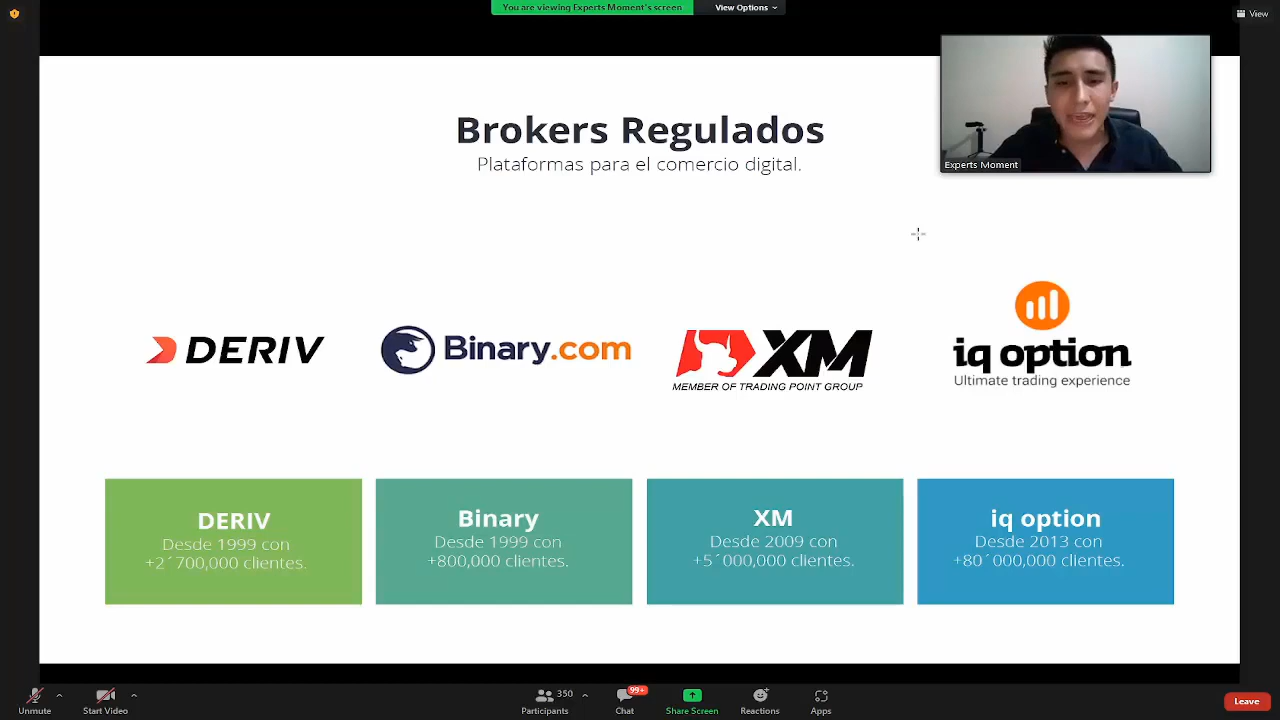 You are viewing Experts Moment's screen
View Options
View
Experts Moment
Brokers Regulados
Plataformas para el comercio digital.
DERIV
Binary.com
XM
MEMBER OF TRADING POINT GROUP
iq option
Ultimate trading experience
DERIV
Desde 1999 con
+2´700,000 clientes.
Binary
Desde 1999 con
+800,000 clientes.
XM
Desde 2009 con
+5´000,000 clientes.
iq option
Desde 2013 con
+80´000,000 clientes.
Unmute
Start Video
350
Participants
99+
Chat
Share Screen
Reactions
Apps
Leave